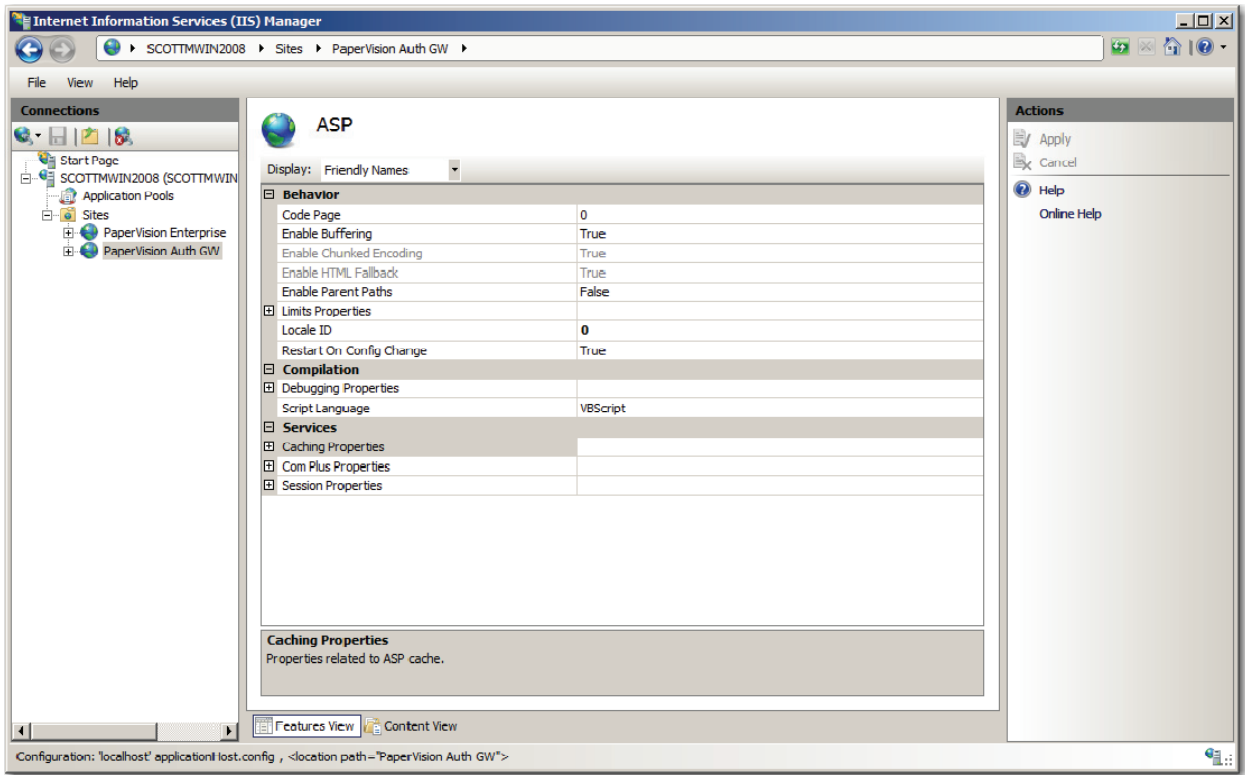 Internet Information Services (IIS) Manager
SCOTTMWIN2008 Sites PaperVision Auth GW
File View Help
Connections
Start Page
SCOTTMWIN2008 (SCOTTMWIN
Application Pools
Sites
PaperVision Enterprise
PaperVision Auth GW
ASP
Display: Friendly Names
Behavior
Code Page 0
Enable Buffering True
Enable Chunked Encoding True
Enable HTML Fallback True
Enable Parent Paths False
Limits Properties
Locale ID 0
Restart On Config Change True
Compilation
Debugging Properties
Script Language VBScript
Services
Caching Properties
Com Plus Properties
Session Properties
Caching Properties
Properties related to ASP cache.
Features View Content View
Actions
Apply
Cancel
Help
Online Help
Configuration: 'localhost' applicationHost.config , <location path="PaperVision Auth GW">